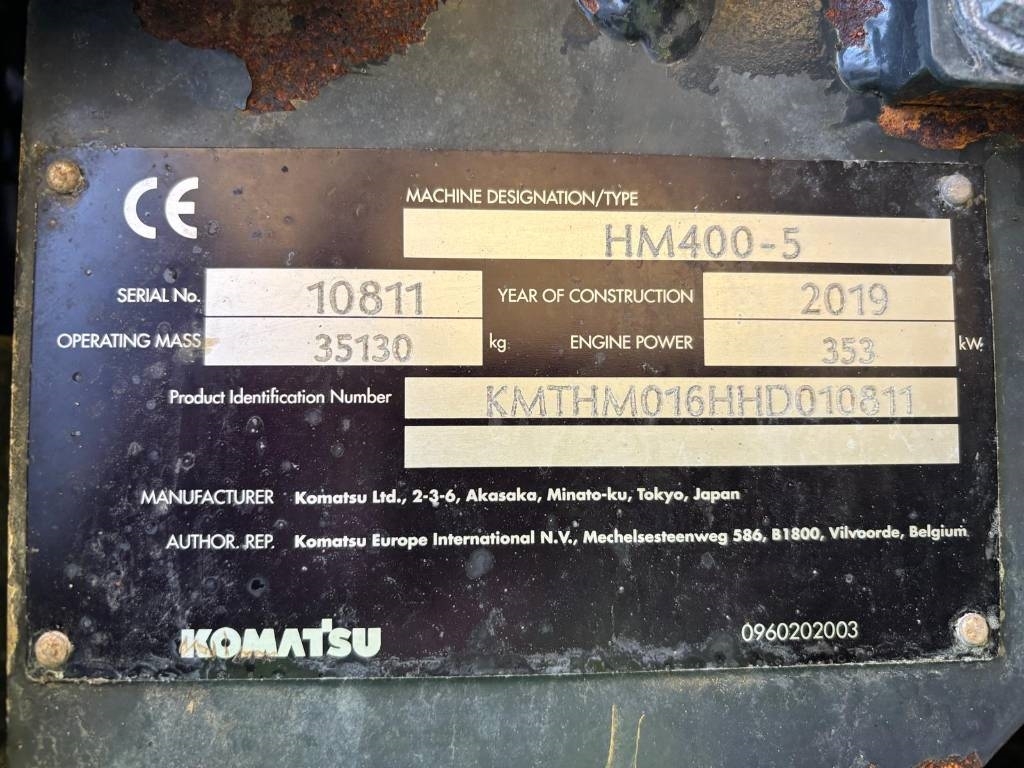 CE
MACHINE DESIGNATION/TYPE
HM400-5
SERIAL No. 10811 YEAR OF CONSTRUCTION 2019
OPERATING MASS 35130 kg ENGINE POWER 353 kW
Product Identification Number KMTHM016HHD010811
MANUFACTURER Komatsu Ltd., 2-3-6, Akasaka, Minato-ku, Tokyo, Japan
AUTHOR. REP. Komatsu Europe International N.V., Mechelsesteenweg 586, B1800, Vilvoorde, Belgium
KOMATSU 0960202003